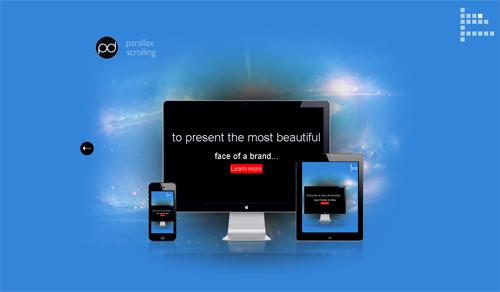 pd
parallax
scrolling
to present the most beautiful
face of a brand...
Learn more